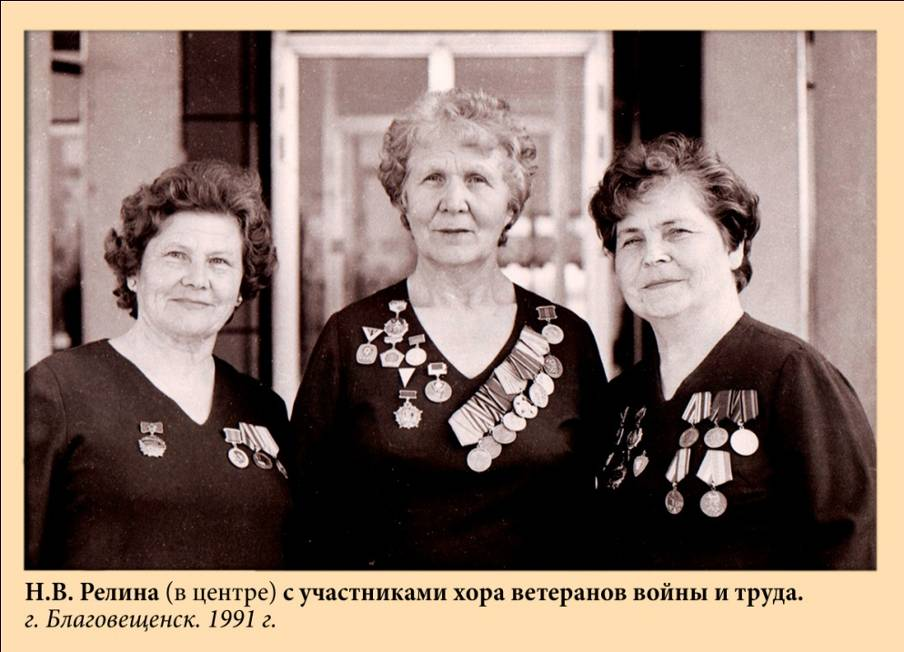 Н.В. Релина (в центре) с участниками хора ветеранов войны и труда.
г. Благовещенск. 1991 г.